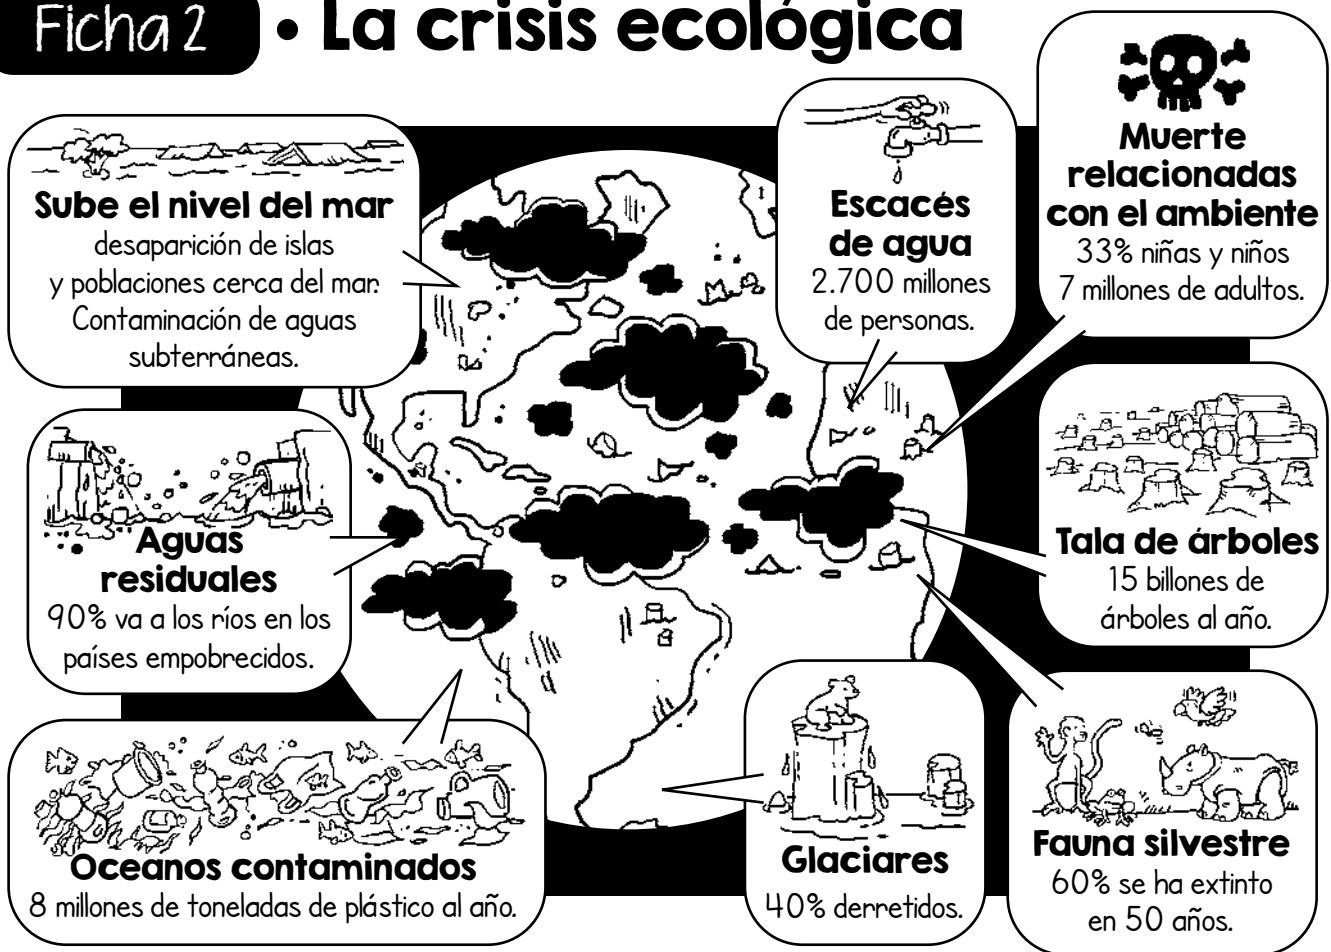 Ficha 2 • La crisis ecológica
Sube el nivel del mar
desaparición de islas
y poblaciones cerca del mar.
Contaminación de aguas
subterráneas.
Escacés
de agua
2.700 millones
de personas.
Muerte
relacionadas
con el ambiente
33% niñas y niños
7 millones de adultos.
Aguas
residuales
90% va a los ríos en los
países empobrecidos.
Tala de árboles
15 billones de
árboles al año.
Oceanos contaminados
8 millones de toneladas de plástico al año.
Glaciares
40% derretidos.
Fauna silvestre
60% se ha extinto
en 50 años.